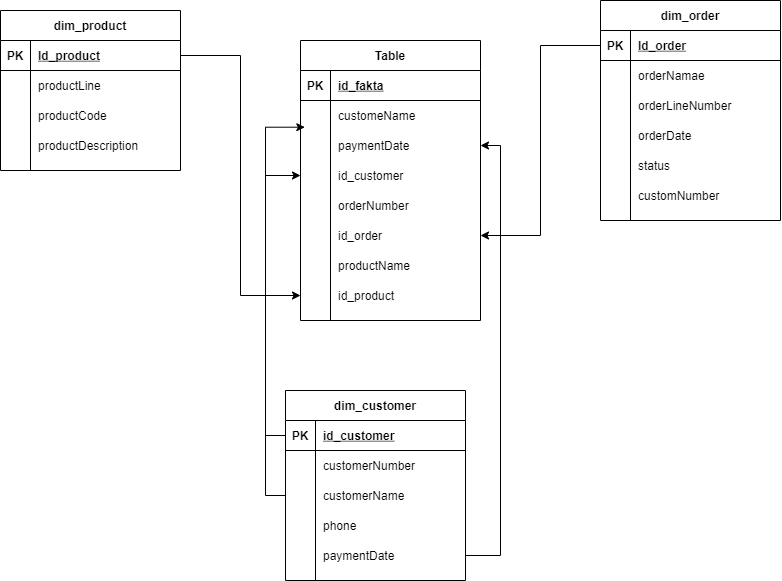 dim_product
PK Id_product
productLine
productCode
productDescription
Table
PK id_fakta
custumeName
paymentDate
id_customer
orderNumber
id_order
productName
id_product
dim_order
PK Id_order
orderNamae
orderLineNumber
orderDate
status
customNumber
dim_customer
PK id_customer
customerNumber
customerName
phone
paymentDate